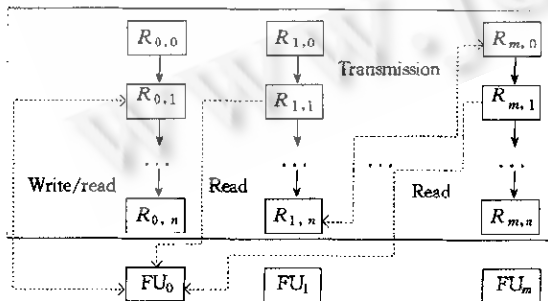 R0,0 R1,0 Rm,0
Transmission
R0,1 R1,1 Rm,1
... ... ... ...
Write/read Read Read
R0,n R1,n Rm,n
FU0 FU1 FUm